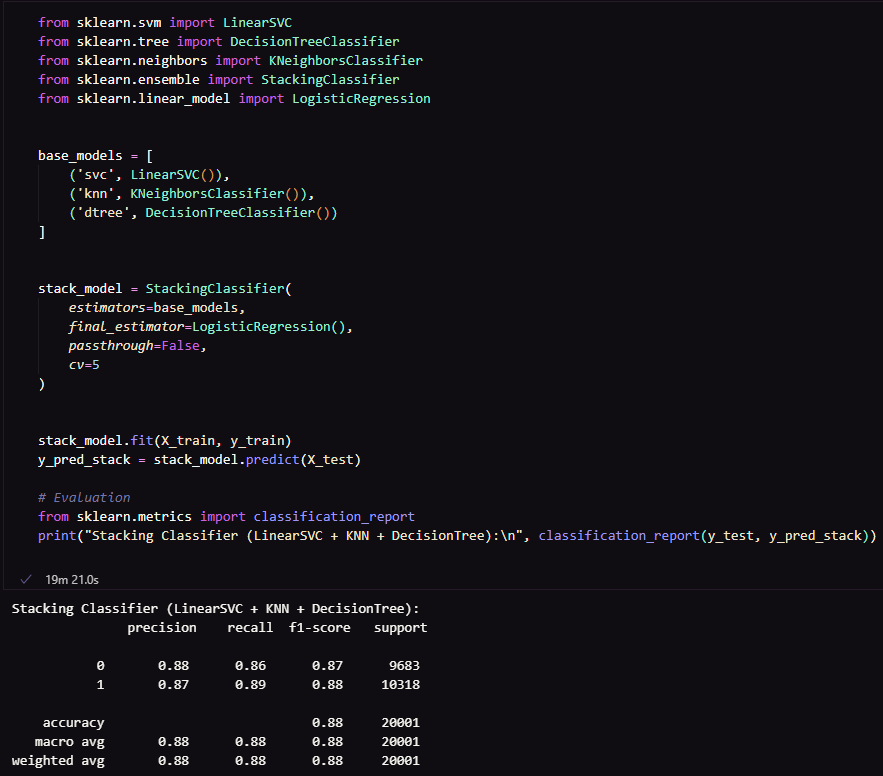 from sklearn.svm import LinearSVC
from sklearn.tree import DecisionTreeClassifier
from sklearn.neighbors import KNeighborsClassifier
from sklearn.ensemble import StackingClassifier
from sklearn.linear_model import LogisticRegression
base_models = [
    ('svc', LinearSVC()),
    ('knn', KNeighborsClassifier()),
    ('dtree', DecisionTreeClassifier())
]
stack_model = StackingClassifier(
    estimators=base_models,
    final_estimator=LogisticRegression(),
    passthrough=False,
    cv=5
)
stack_model.fit(X_train, y_train)
y_pred_stack = stack_model.predict(X_test)
# Evaluation
from sklearn.metrics import classification_report
print("Stacking Classifier (LinearSVC + KNN + DecisionTree):\n", classification_report(y_test, y_pred_stack))
19m 21.0s
Stacking Classifier (LinearSVC + KNN + DecisionTree):
               precision    recall  f1-score   support
           0       0.88      0.86      0.87      9683
           1       0.87      0.89      0.88     10318
    accuracy                           0.88     20001
   macro avg       0.88      0.88      0.88     20001
weighted avg       0.88      0.88      0.88     20001